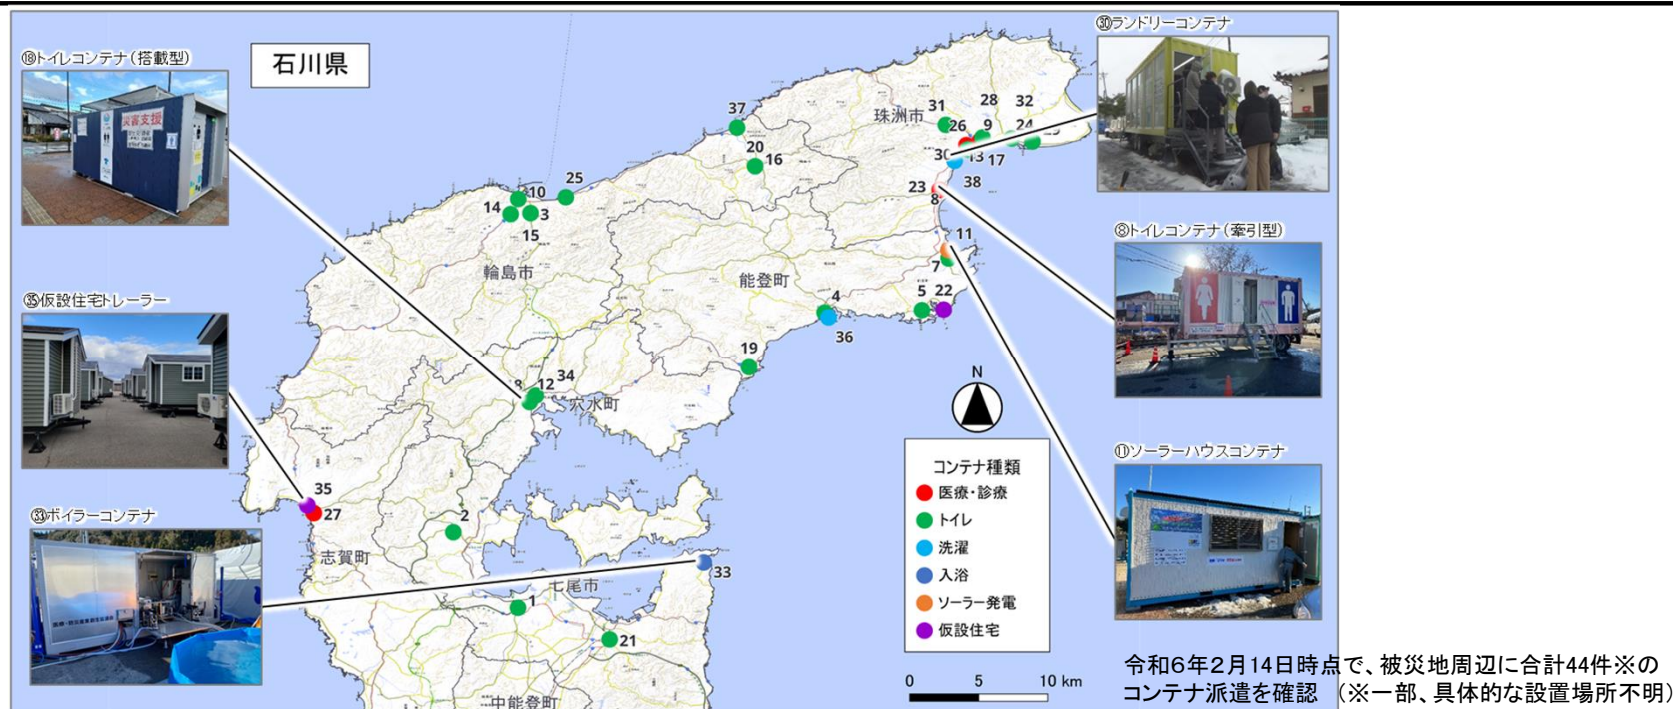 石川県
⑱トイレコンテナ（搭載型）
災害支援
㉟仮設住宅トレーラー
㉝ボイラーコンテナ
㉚ランドリーコンテナ
⑧トイレコンテナ（牽引型）
⑪ソーラーハウスコンテナ
37
20
16
珠洲市
31
28
32
26
9
24
30
13
17
38
23
8
25
10
14
3
15
輪島市
能登町
11
7
4
5
22
36
19
34
12
穴水町
N
35
27
志賀町
2
七尾市
33
1
21
中能登町
コンテナ種類
医療・診療
トイレ
洗濯
入浴
ソーラー発電
仮設住宅
0 5 10 km
令和６年２月14日時点で、被災地周辺に合計44件※の
コンテナ派遣を確認 （※一部、具体的な設置場所不明）